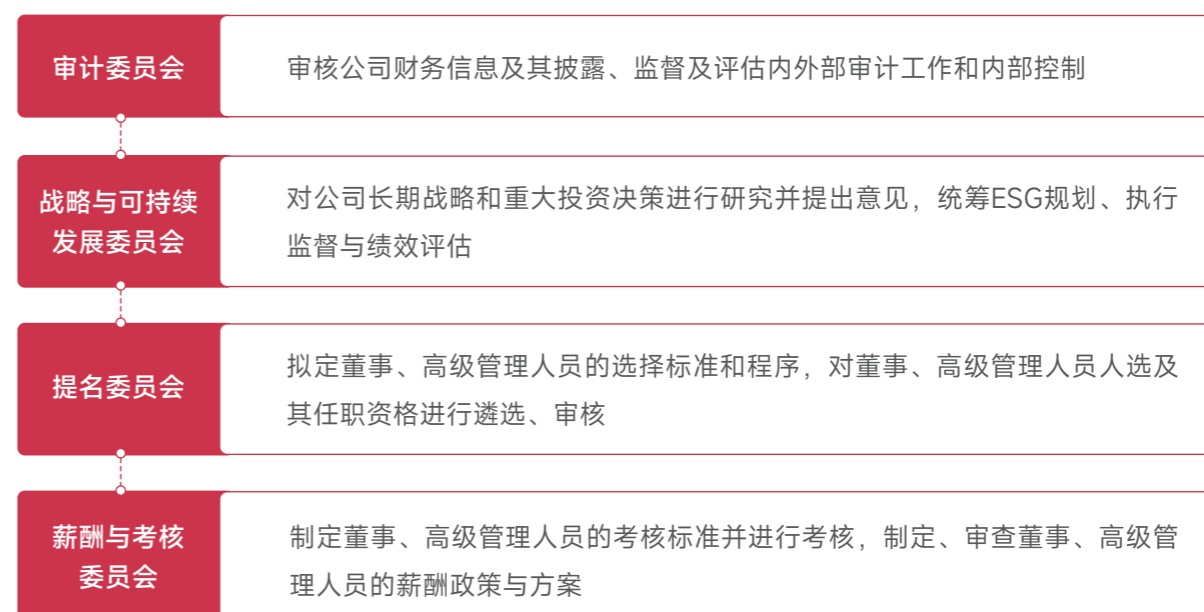 审计委员会
审核公司财务信息及其披露、监督及评估内外部审计工作和内部控制
战略与可持续
发展委员会
对公司长期战略和重大投资决策进行研究并提出意见，统筹ESG规划、执行
监督与绩效评估
提名委员会
拟定董事、高级管理人员的选择标准和程序，对董事、高级管理人员人选及
其任职资格进行遴选、审核
薪酬与考核
委员会
制定董事、高级管理人员的考核标准并进行考核，制定、审查董事、高级管
理人员的薪酬政策与方案